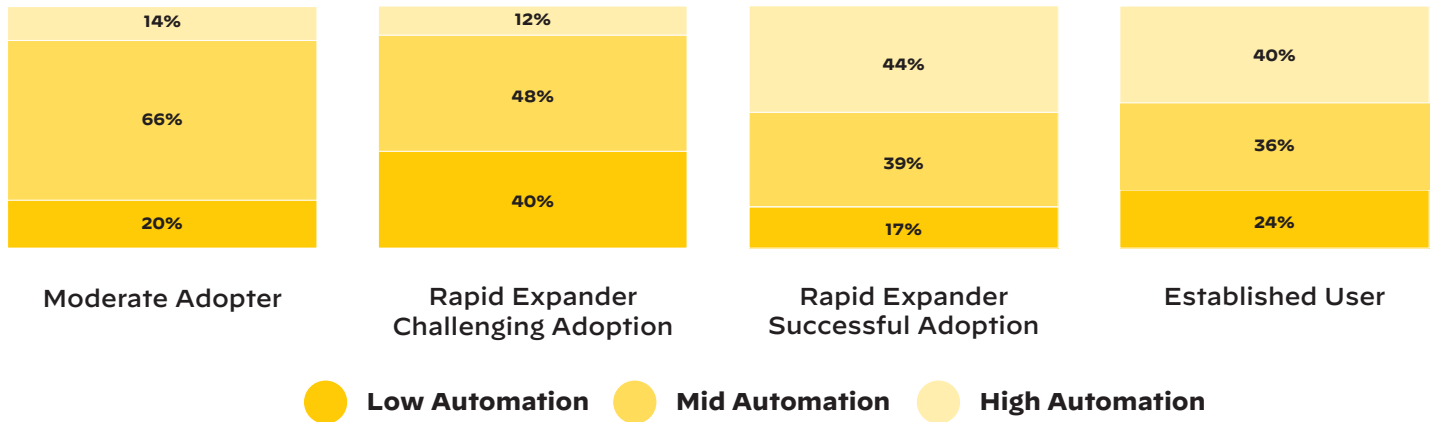 14%
66%
20%
Moderate Adopter
12%
48%
40%
Rapid Expander
Challenging Adoption
44%
39%
17%
Rapid Expander
Successful Adoption
40%
36%
24%
Established User
Low Automation
Mid Automation
High Automation